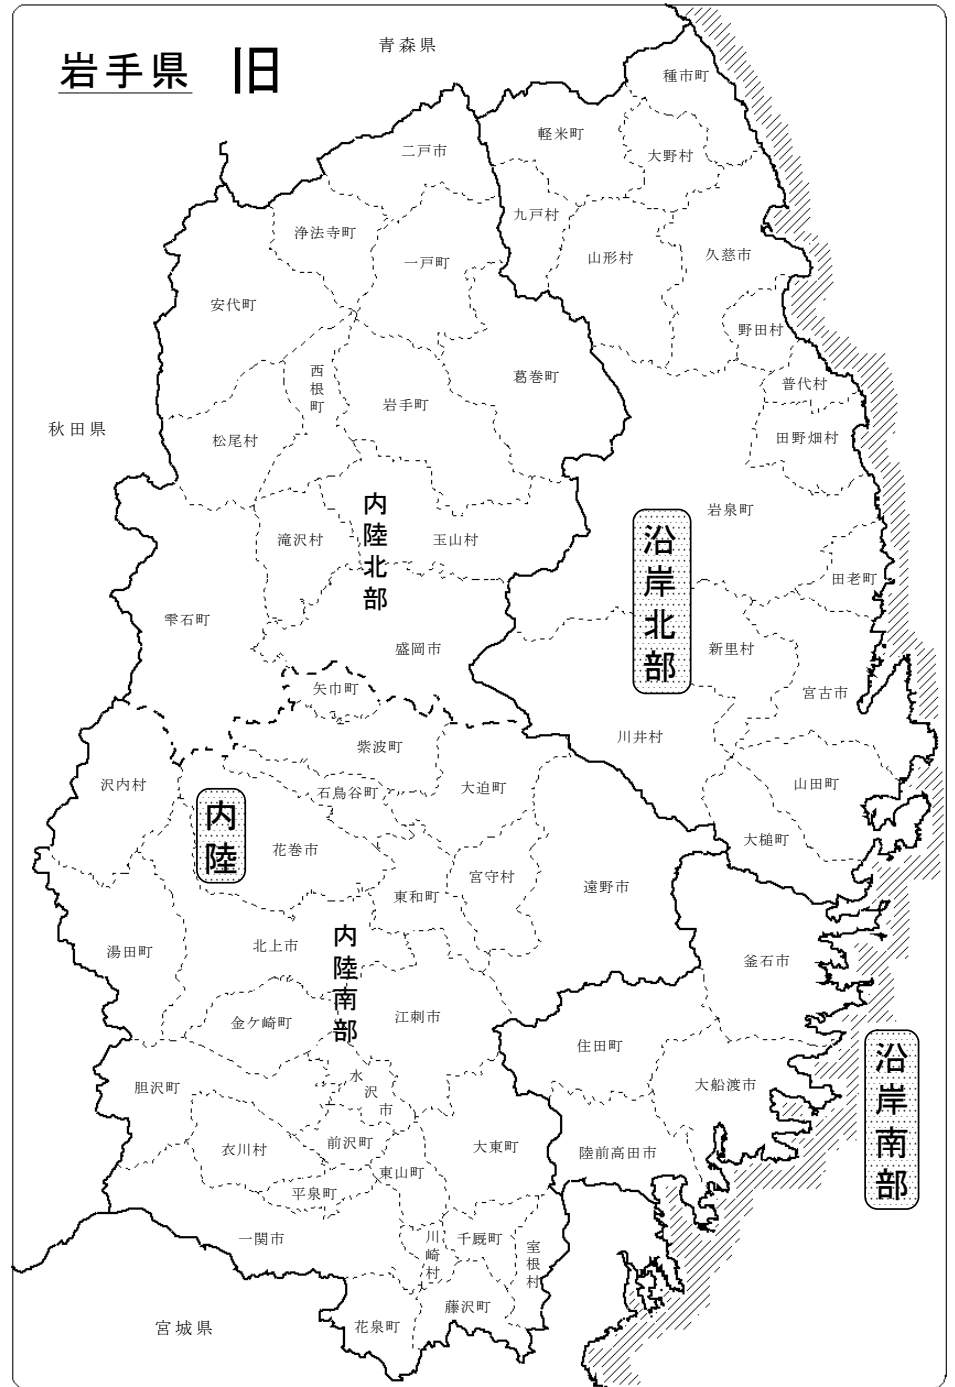 岩手県 旧
青森県
種市町
軽米町
二戸市
大野村
九戸村
浄法寺町
久慈市
山形村
一戸町
安代町
野田村
西根町
葛巻町
普代村
岩手町
秋田県
松尾村
田野畑村
内陸北部
岩泉町
沿岸北部
滝沢村
玉山村
田老町
雫石町
盛岡市
新里村
矢巾町
宮古市
川井村
紫波町
沢内村
山田町
石鳥谷町
大迫町
内陸
大槌町
花巻市
宮守村
遠野市
東和町
北上市
内陸南部
湯田町
釜石市
金ケ崎町
江刺市
住田町
沿岸南部
水沢市
胆沢町
大船渡市
前沢町
衣川村
大東町
陸前高田市
東山町
平泉町
一関市
川崎村
千厩町
室根村
藤沢町
宮城県
花泉町